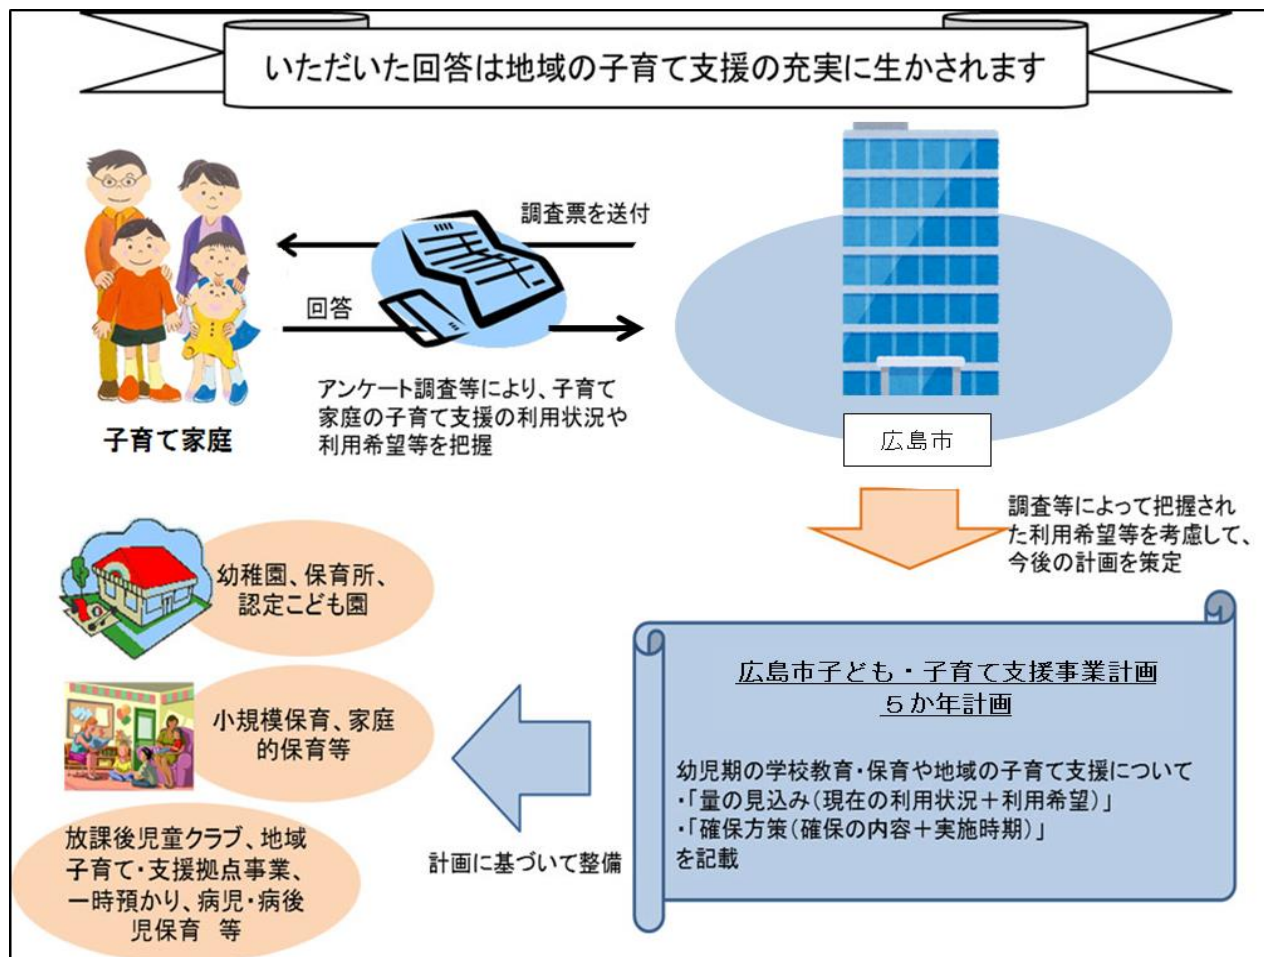 いただいた回答は地域の子育て支援の充実に生かされます
調査票を送付
回答
アンケート調査等により、子育て
家庭の子育て支援の利用状況や
利用希望等を把握
子育て家庭
広島市
調査等によって把握され
た利用希望等を考慮して、
今後の計画を策定
広島市子ども・子育て支援事業計画
５か年計画
幼児期の学校教育・保育や地域の子育て支援について
・「量の見込み（現在の利用状況＋利用希望）」
・「確保方策（確保の内容＋実施時期）」
を記載
計画に基づいて整備
幼稚園、保育所、
認定こども園
小規模保育、家庭
的保育等
放課後児童クラブ、地域
子育て・支援拠点事業、
一時預かり、病児・病後
児保育　等